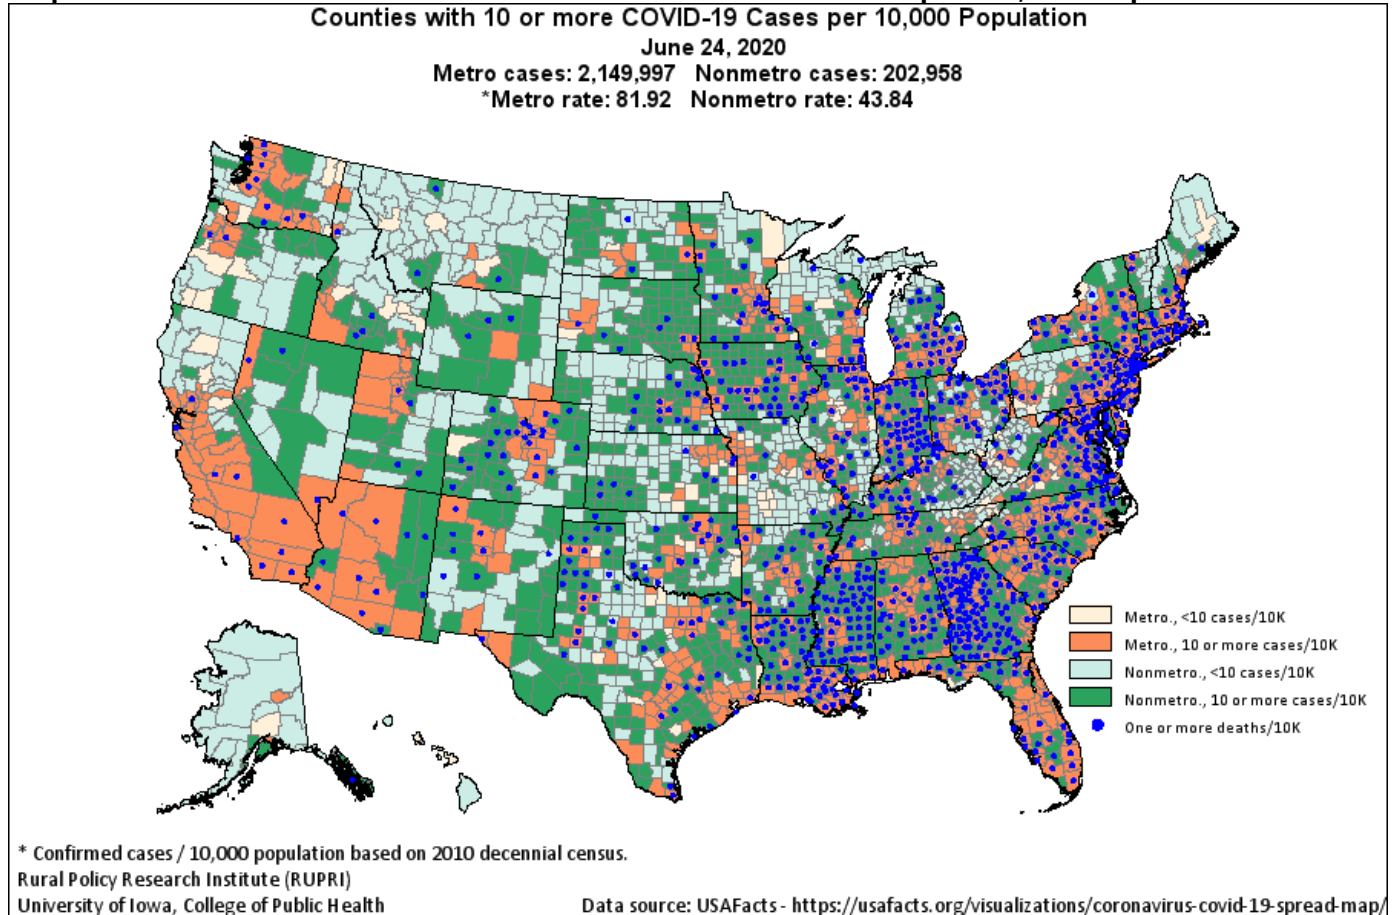 Counties with 10 or more COVID-19 Cases per 10,000 Population
June 24, 2020
Metro cases: 2,149,997 Nonmetro cases: 202,958
*Metro rate: 81.92 Nonmetro rate: 43.84
Metro., <10 cases/10K
Metro., 10 or more cases/10K
Nonmetro., <10 cases/10K
Nonmetro., 10 or more cases/10K
One or more deaths/10K
* Confirmed cases / 10,000 population based on 2010 decennial census.
Rural Policy Research Institute (RUPRI)
University of Iowa, College of Public Health
Data source: USAFacts - https://usafacts.org/visualizations/coronavirus-covid-19-spread-map/